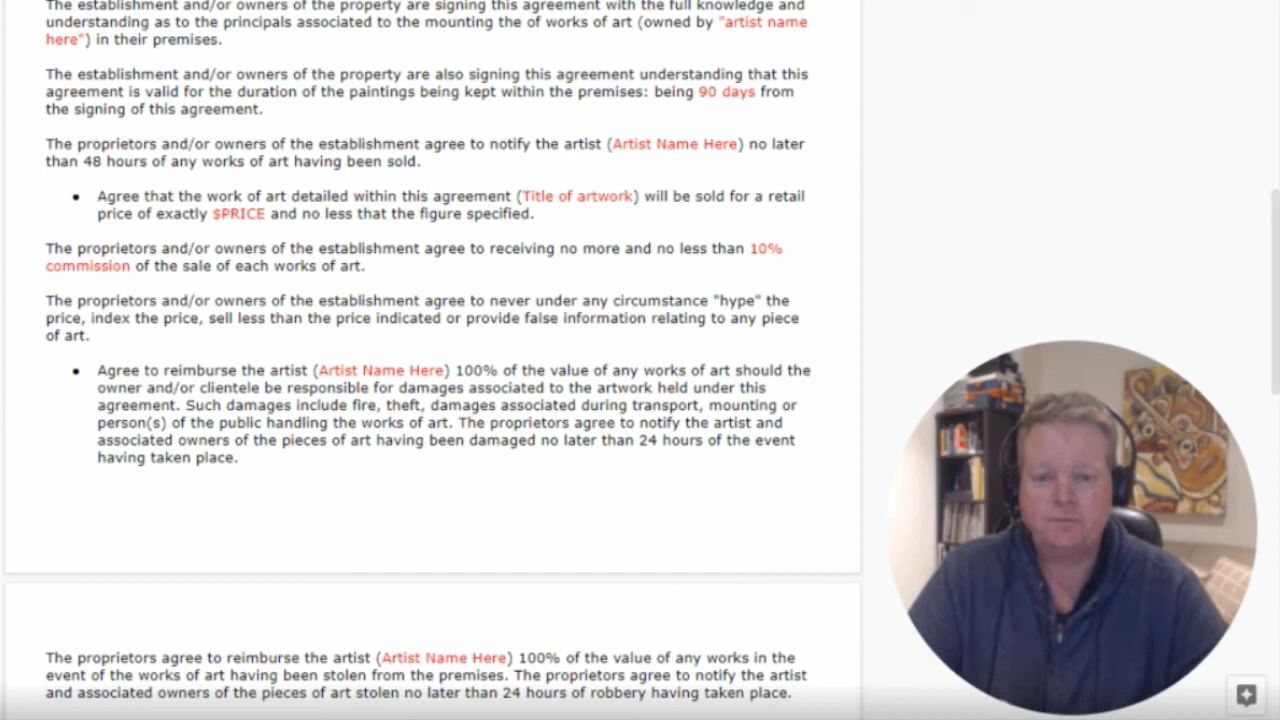 The establishment and/or owners of the property are signing this agreement with the full knowledge and
understanding as to the principals associated to the mounting the of works of art (owned by "artist name
here") in their premises.
The establishment and/or owners of the property are also signing this agreement understanding that this
agreement is valid for the duration of the paintings being kept within the premises: being 90 days from
the signing of this agreement.
The proprietors and/or owners of the establishment agree to notify the artist (Artist Name Here) no later
than 48 hours of any works of art having been sold.
• Agree that the work of art detailed within this agreement (Title of artwork) will be sold for a retail
price of exactly $PRICE and no less that the figure specified.
The proprietors and/or owners of the establishment agree to receiving no more and no less than 10%
commission of the sale of each works of art.
The proprietors and/or owners of the establishment agree to never under any circumstance "hype" the
price, index the price, sell less than the price indicated or provide false information relating to any piece
of art.
• Agree to reimburse the artist (Artist Name Here) 100% of the value of any works of art should the
owner and/or clientele be responsible for damages associated to the artwork held under this
agreement. Such damages include fire, theft, damages associated during transport, mounting or
person(s) of the public handling the works of art. The proprietors agree to notify the artist and
associated owners of the pieces of art having been damaged no later than 24 hours of the event
having taken place.
The proprietors agree to reimburse the artist (Artist Name Here) 100% of the value of any works in the
event of the works of art having been stolen from the premises. The proprietors agree to notify the artist
and associated owners of the pieces of art stolen no later than 24 hours of robbery having taken place.